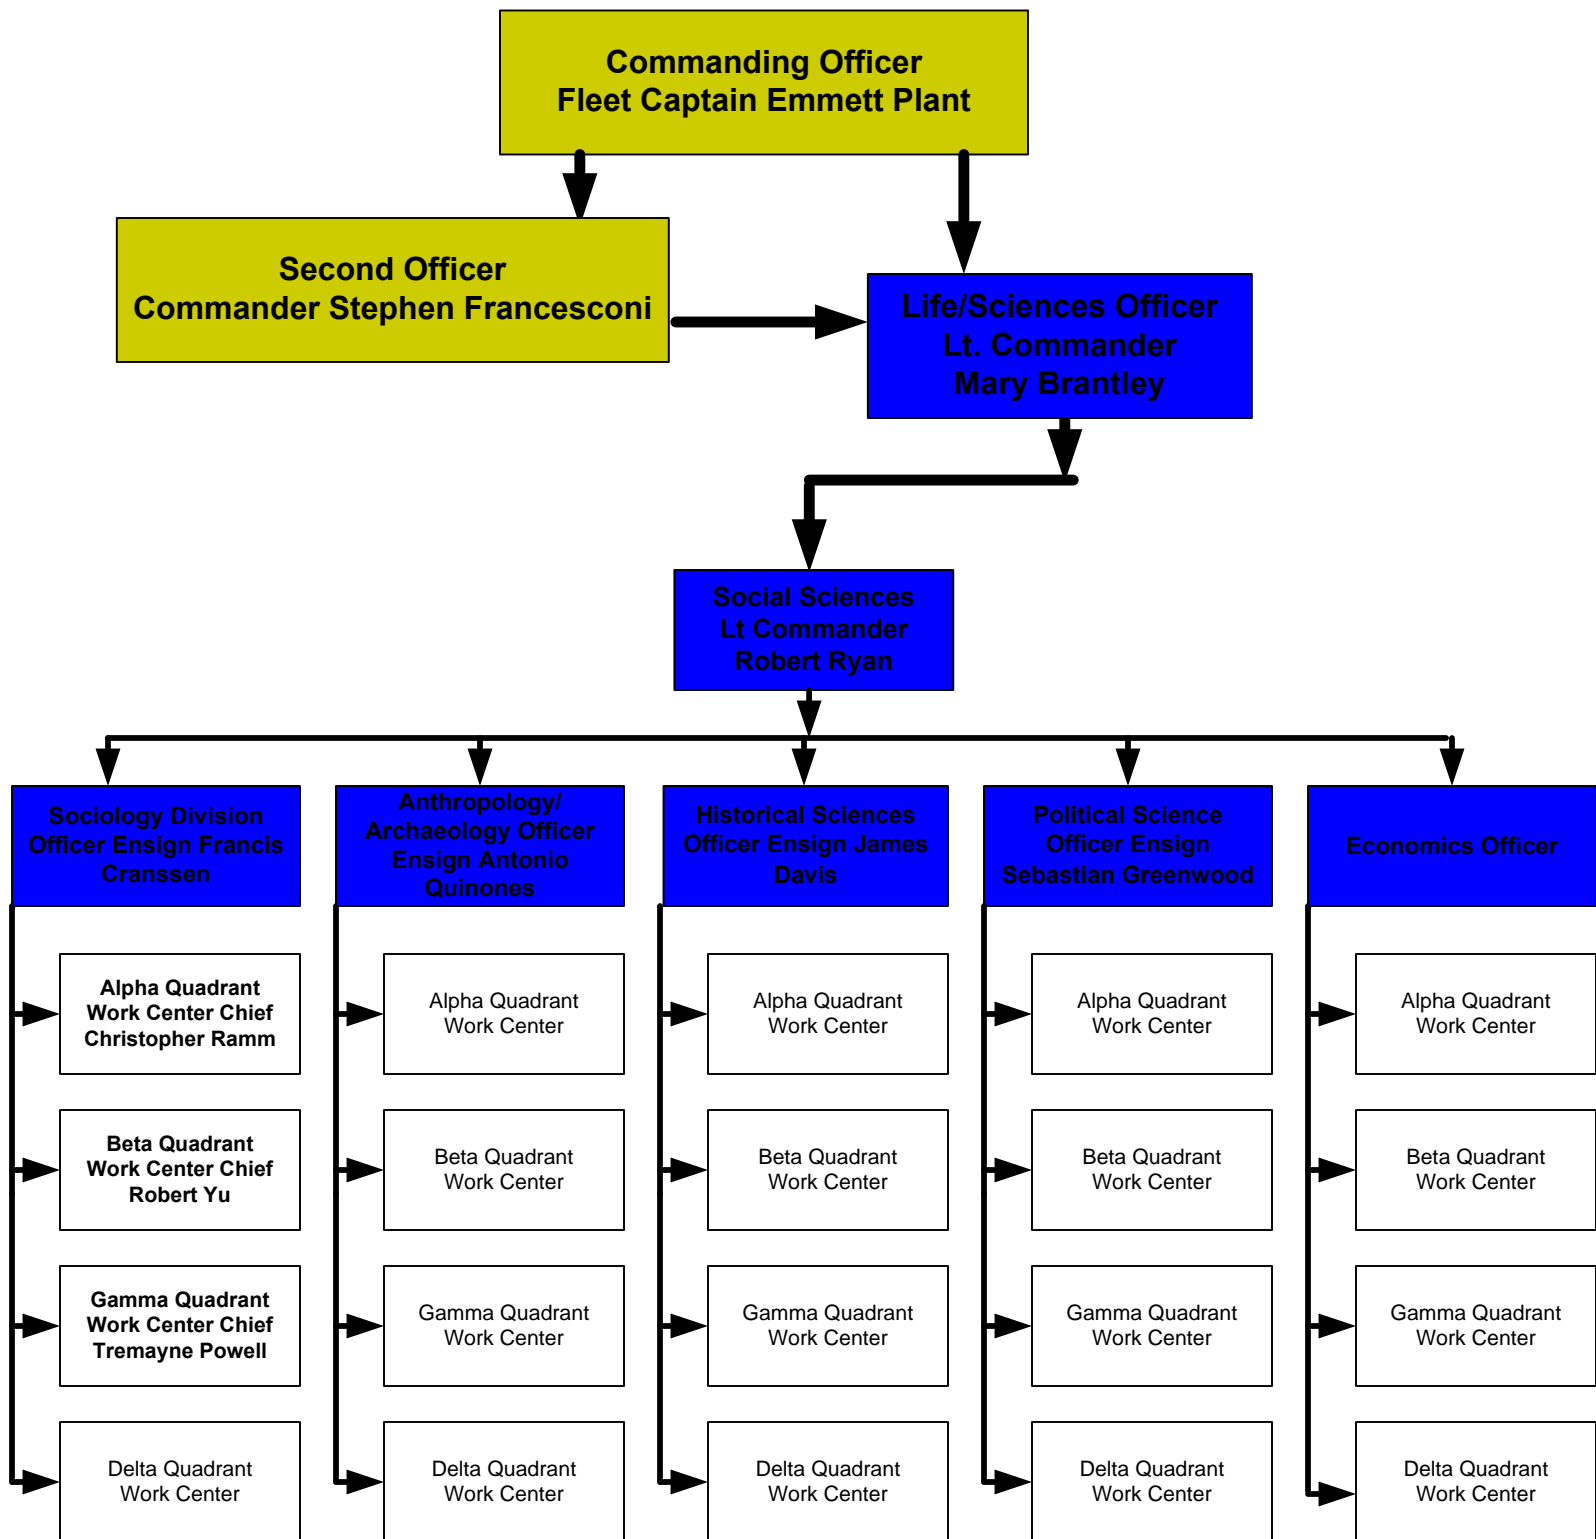 Commanding Officer
Fleet Captain Emmett Plant
Second Officer
Commander Stephen Francesconi
Life/Sciences Officer
Lt. Commander
Mary Brantley
Social Sciences
Lt Commander
Robert Ryan
Sociology Division
Officer Ensign Francis
Cranssen
Anthropology/
Archaeology Officer
Ensign Antonio
Quinones
Historical Sciences
Officer Ensign James
Davis
Political Science
Officer Ensign
Sebastian Greenwood
Economics Officer
Alpha Quadrant
Work Center Chief
Christopher Ramm
Alpha Quadrant
Work Center
Alpha Quadrant
Work Center
Alpha Quadrant
Work Center
Alpha Quadrant
Work Center
Beta Quadrant
Work Center Chief
Robert Yu
Beta Quadrant
Work Center
Beta Quadrant
Work Center
Beta Quadrant
Work Center
Beta Quadrant
Work Center
Gamma Quadrant
Work Center Chief
Tremayne Powell
Gamma Quadrant
Work Center
Gamma Quadrant
Work Center
Gamma Quadrant
Work Center
Gamma Quadrant
Work Center
Delta Quadrant
Work Center
Delta Quadrant
Work Center
Delta Quadrant
Work Center
Delta Quadrant
Work Center
Delta Quadrant
Work Center